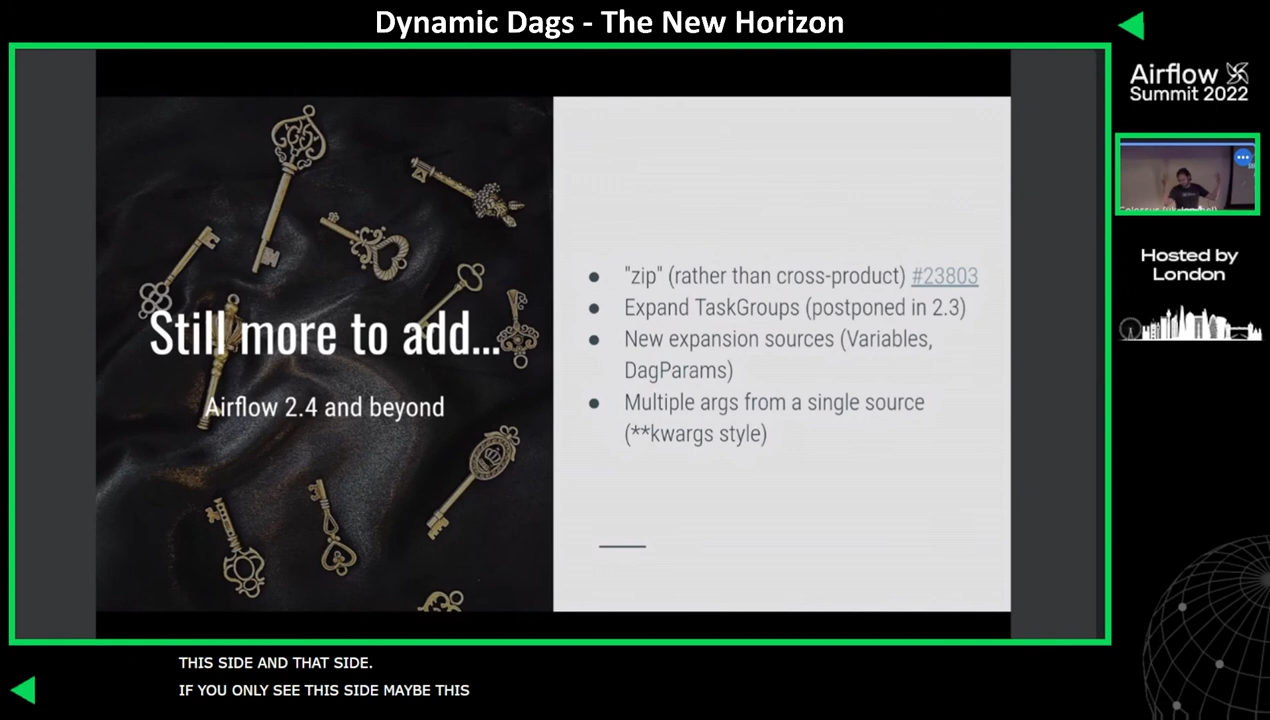 Dynamic Dags - The New Horizon
Airflow
Summit 2022
Hosted by
London
Still more to add...
Airflow 2.4 and beyond
● "zip" (rather than cross-product) #23803
● Expand TaskGroups (postponed in 2.3)
● New expansion sources (Variables,
DagParams)
● Multiple args from a single source
(**kwargs style)
THIS SIDE AND THAT SIDE.
IF YOU ONLY SEE THIS SIDE MAYBE THIS